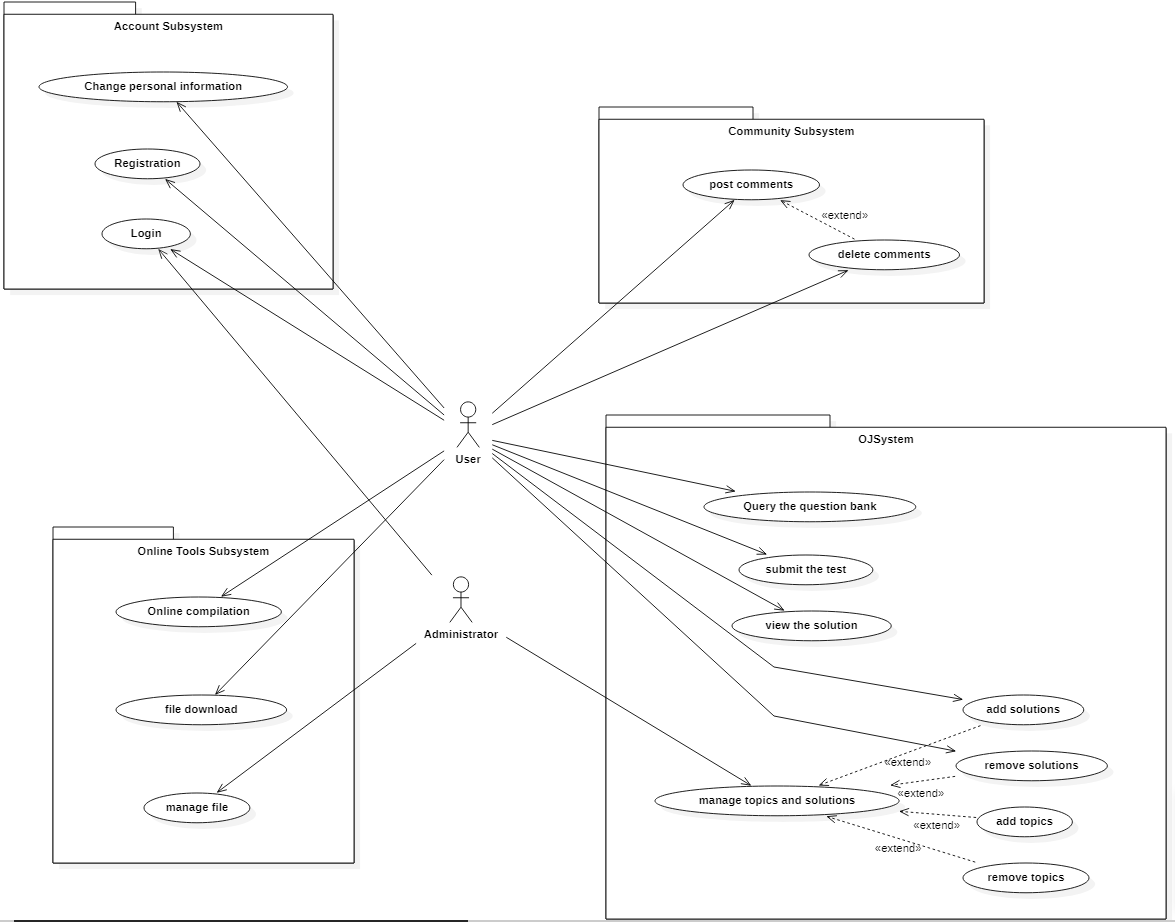 Account Subsystem
Change personal information
Registration
Login
Community Subsystem
post comments
«extend»
delete comments
User
OJSystem
Query the question bank
submit the test
view the solution
add solutions
«extend»
remove solutions
«extend»
manage topics and solutions
add topics
«extend»
«extend»
remove topics
Online Tools Subsystem
Online compilation
file download
manage file
Administrator